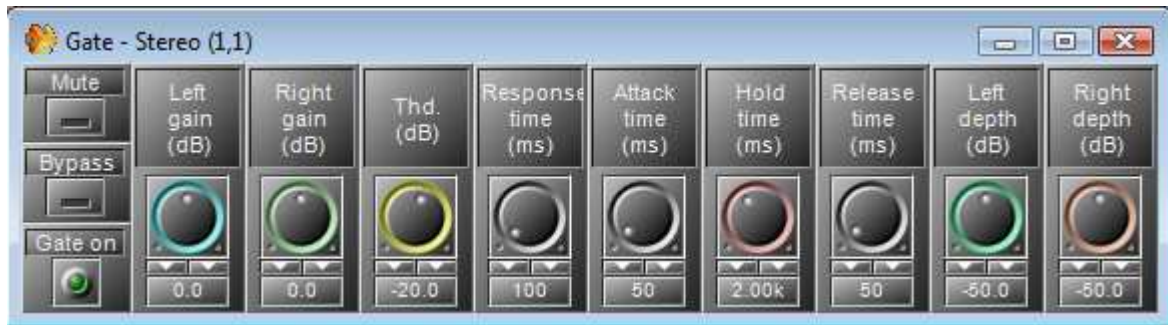 Gate - Stereo (1,1)
Mute
Bypass
Gate on
Left
gain
(dB)
0.0
Right
gain
(dB)
0.0
Thd.
(dB)
-20.0
Response
time
(ms)
100
Attack
time
(ms)
50
Hold
time
(ms)
2.00k
Release
time
(ms)
50
Left
depth
(dB)
-50.0
Right
depth
(dB)
-50.0